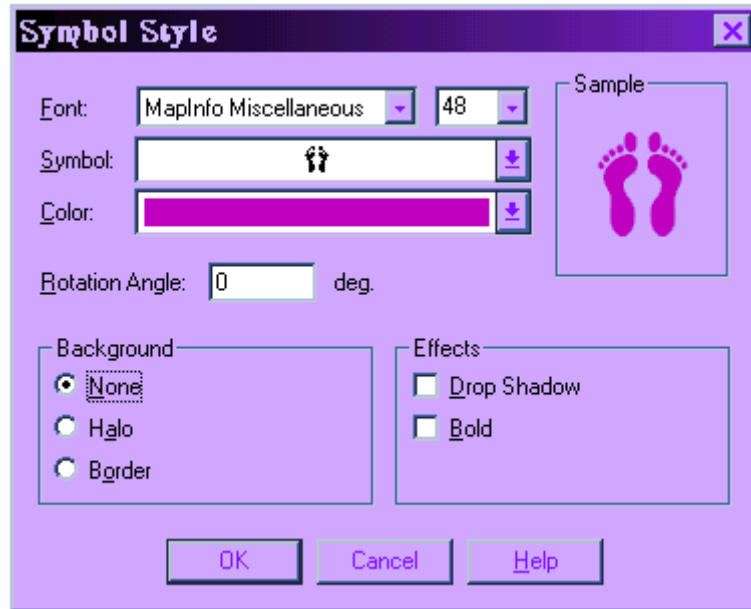 Symbol Style
Sample
Font: MapInfo Miscellaneous 48
Symbol:
Color:
Rotation Angle: 0 deg.
Background
None
Halo
Border
Effects
Drop Shadow
Bold
OK Cancel Help